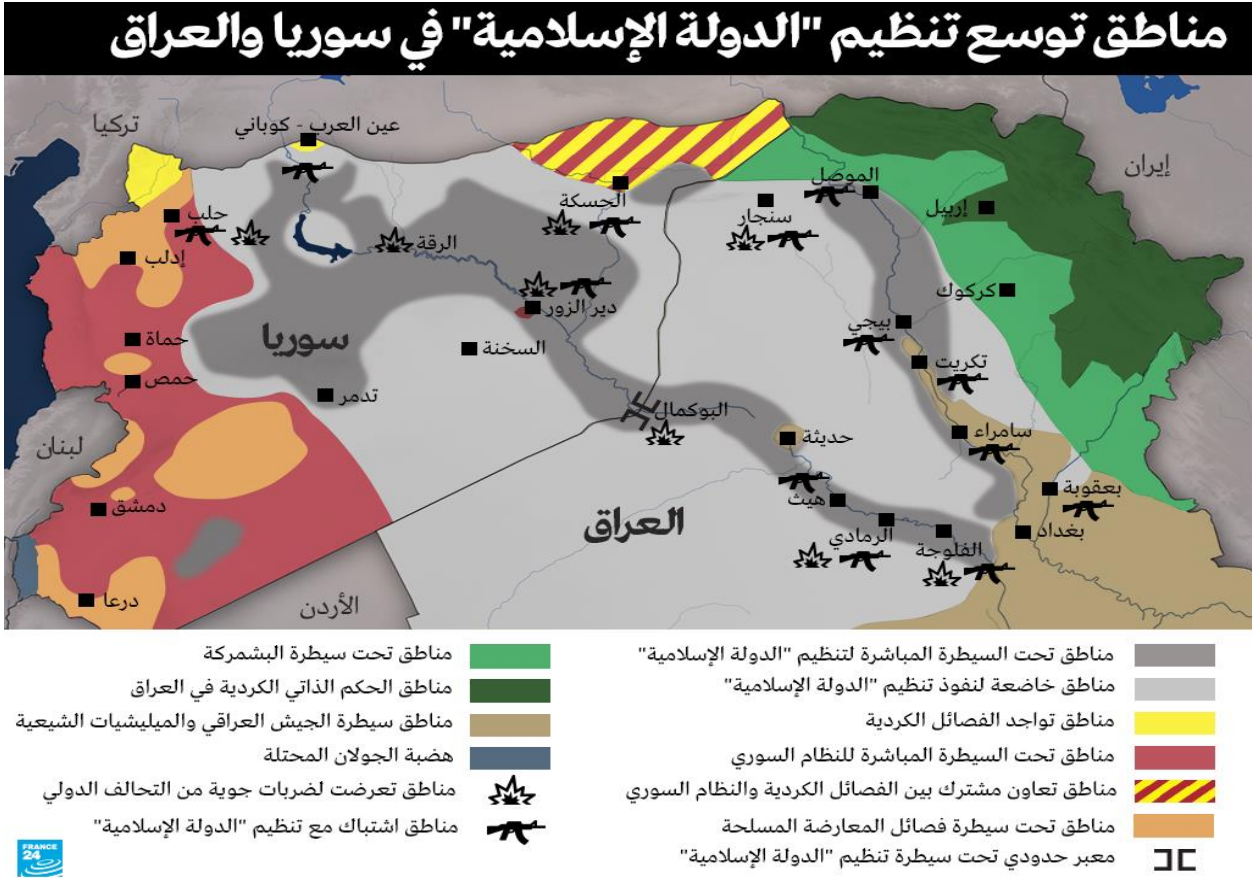 مناطق توسع تنظيم "الدولة الإسلامية" في سوريا والعراق
تركيا
عين العرب - كوباني
إيران
الموصل
الحسكة
سنجار
إربيل
حلب
الرقة
إدلب
كركوك
دير الزور
بيجي
سوريا
حماة
السخنة
تكريت
حمص
تدمر
البوكمال
لبنان
حديثة
سامراء
دمشق
هيث
بعقوبة
العراق
الرمادي
بغداد
الفلوجة
درعا
الأردن
مناطق تحت السيطرة المباشرة لتنظيم "الدولة الإسلامية"
مناطق خاضعة لنفوذ تنظيم "الدولة الإسلامية"
مناطق تواجد الفصائل الكردية
مناطق تحت السيطرة المباشرة للنظام السوري
مناطق تعاون مشترك بين الفصائل الكردية والنظام السوري
مناطق تحت سيطرة فصائل المعارضة المسلحة
معبر حدودي تحت سيطرة تنظيم "الدولة الإسلامية"
مناطق تحت سيطرة البشمركة
مناطق الحكم الذاتي الكردية في العراق
مناطق سيطرة الجيش العراقي والميليشيات الشيعية
هضبة الجولان المحتلة
مناطق تعرضت لضربات جوية من التحالف الدولي
مناطق اشتباك مع تنظيم "الدولة الإسلامية"
FRANCE
24